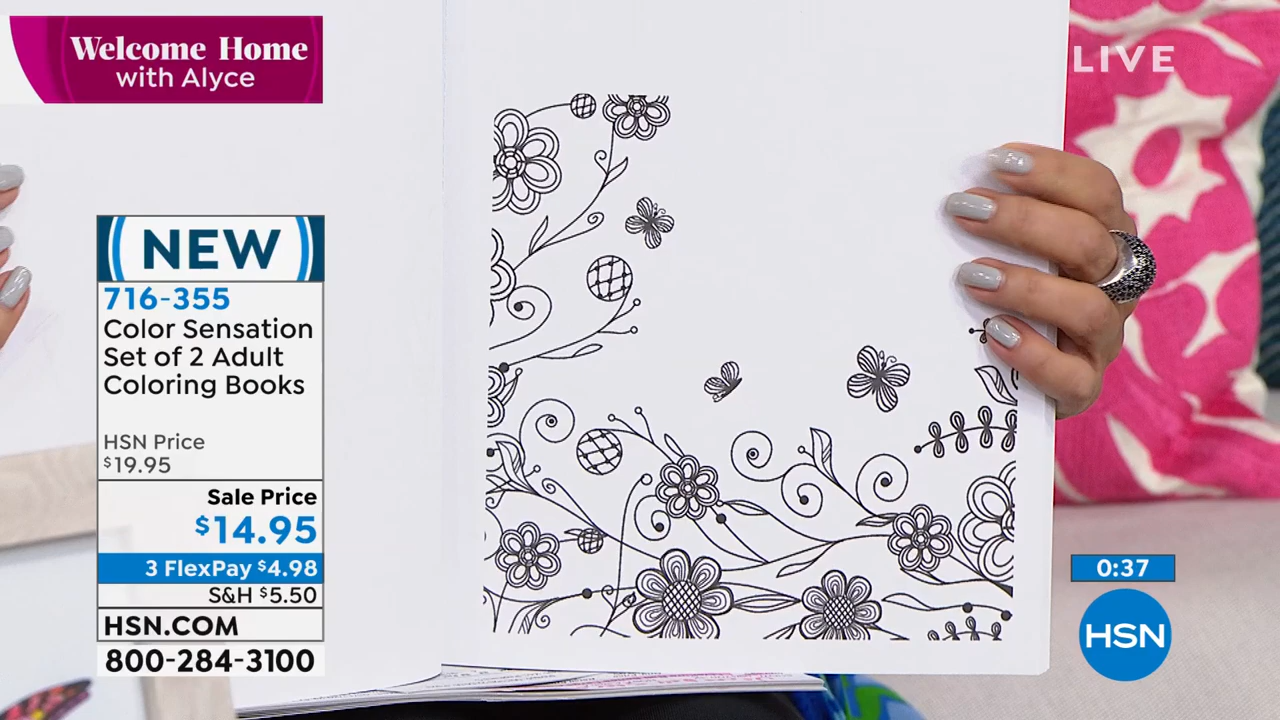 Welcome Home
with Alyce
LIVE
NEW
716-355
Color Sensation
Set of 2 Adult
Coloring Books
HSN Price
$19.95
Sale Price
$14.95
3 FlexPay $4.98
S&H $5.50
HSN.COM
800-284-3100
0:37
HSN